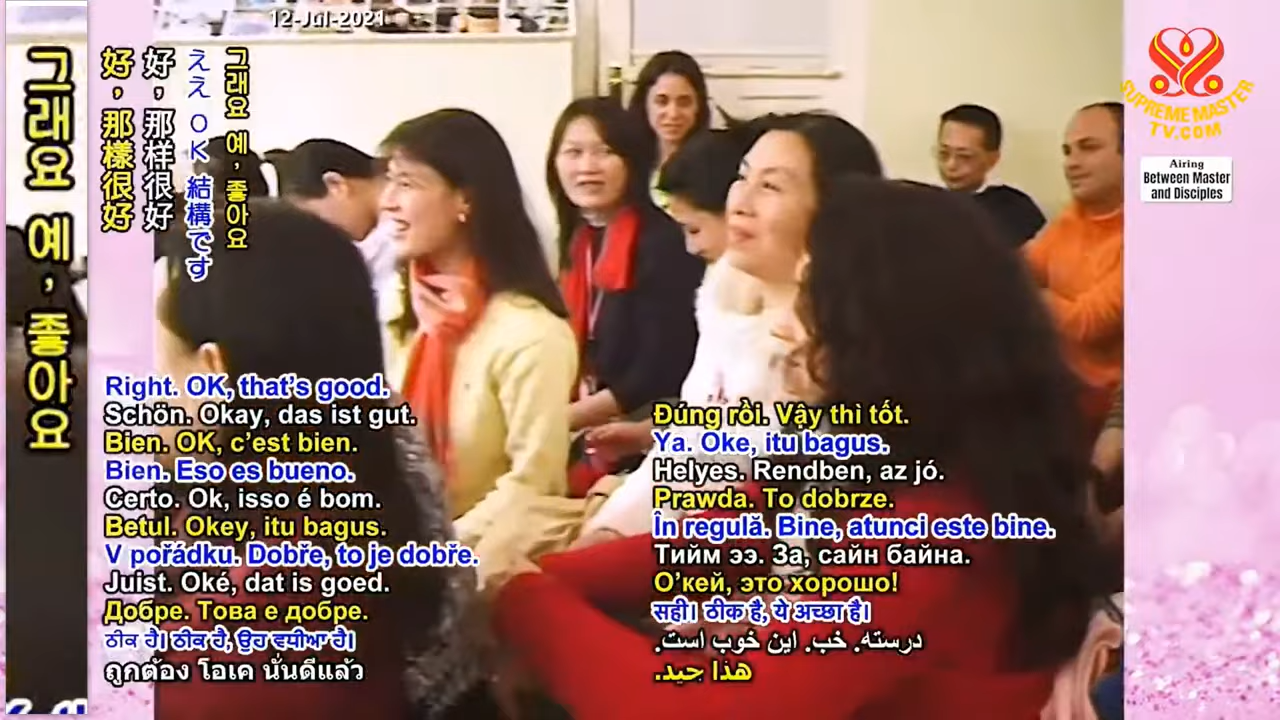 12-Jul-2021
그래요 예, 좋아요
好，那樣很好
好，那样很好
ええ OK 結構です
그래요 예, 좋아요
SUPREME MASTER
TV.COM
Airing
Between Master
and Disciples
Right. OK, that’s good.
Schön. Okay, das ist gut.
Bien. OK, c’est bien.
Bien. Eso es bueno.
Certo. Ok, isso é bom.
Betul. Okey, itu bagus.
V pořádku. Dobře, to je dobře.
Juist. Oké, dat is goed.
Добре. Това е добре.
ਠੀਕ ਹੈ। ਠੀਕ ਹੈ, ਉਹ ਵਧੀਆ ਹੈ।
ถูกต้อง โอเค นั่นดีแล้ว
Đúng rồi. Vậy thì tốt.
Ya. Oke, itu bagus.
Helyes. Rendben, az jó.
Prawda. To dobrze.
În regulă. Bine, atunci este bine.
Тийм ээ. За, сайн байна.
О’кей, это хорошо!
सही। ठीक है, ये अच्छा है।
درسته. خب. این خوب است.
هذا جيد.